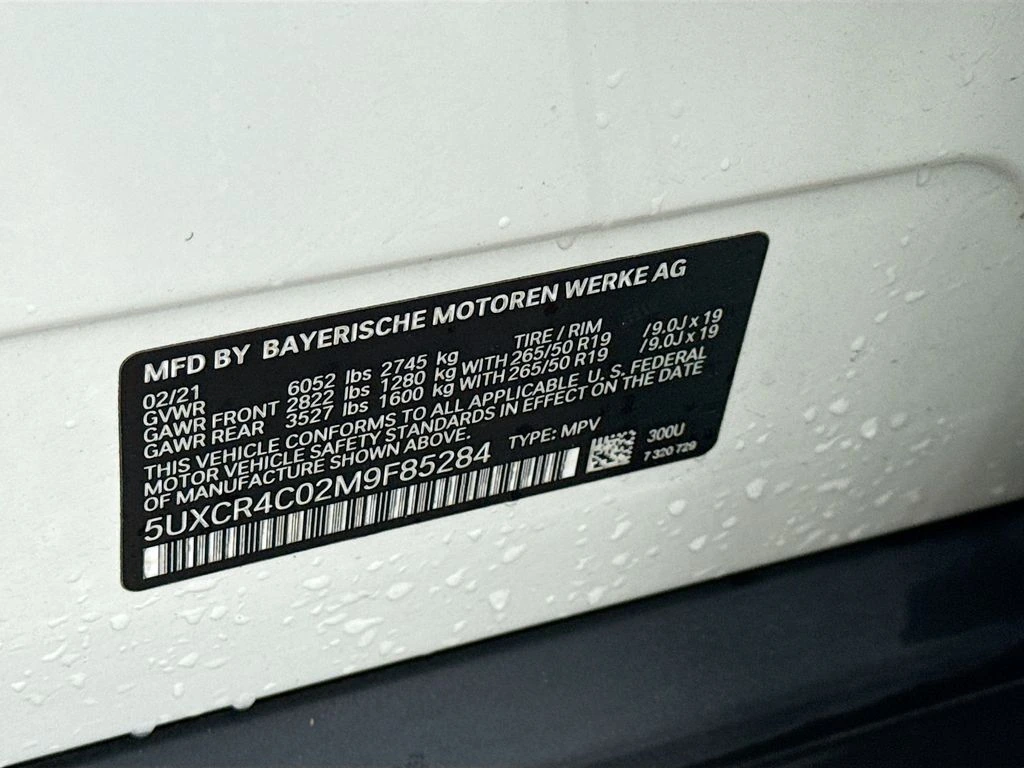 MFD BY BAYERISCHE MOTOREN WERKE AG
02/21 TIRE / RIM
GVWR 6052 lbs 2745 kg
GAWR FRONT 2822 lbs 1280 kg WITH 265/50 R19 /9.0J x 19
GAWR REAR 3527 lbs 1600 kg WITH 265/50 R19 /9.0J x 19
THIS VEHICLE CONFORMS TO ALL APPLICABLE U.S. FEDERAL
MOTOR VEHICLE SAFETY STANDARDS IN EFFECT ON THE DATE
OF MANUFACTURE SHOWN ABOVE.
5UXCR4C02M9F85284 TYPE: MPV 300U
7 320 729